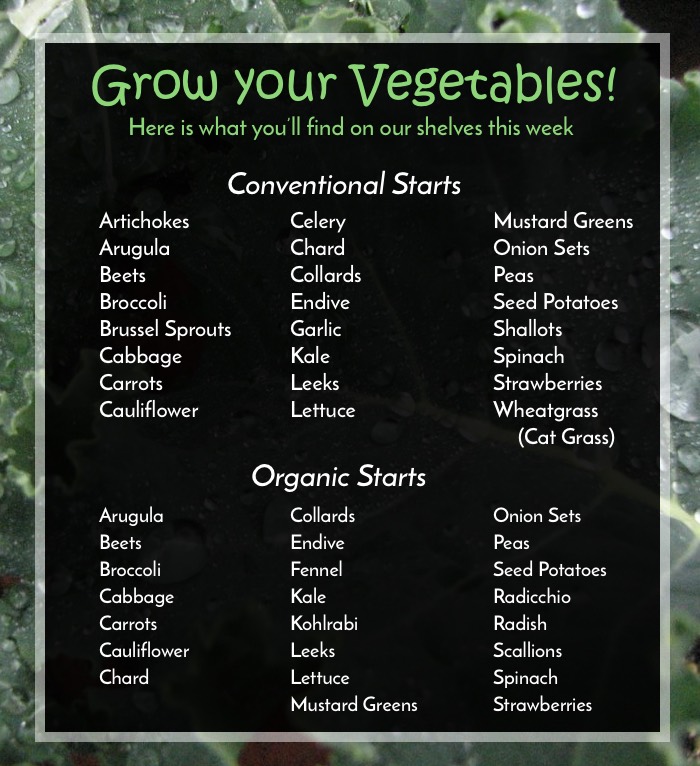 Grow your Vegetables!
Here is what you'll find on our shelves this week
Conventional Starts
Artichokes
Arugula
Beets
Broccoli
Brussel Sprouts
Cabbage
Carrots
Cauliflower
Celery
Chard
Collards
Endive
Garlic
Kale
Leeks
Lettuce
Mustard Greens
Onion Sets
Peas
Seed Potatoes
Shallots
Spinach
Strawberries
Wheatgrass
(Cat Grass)
Organic Starts
Arugula
Beets
Broccoli
Cabbage
Carrots
Cauliflower
Chard
Collards
Endive
Fennel
Kale
Kohlrabi
Leeks
Lettuce
Mustard Greens
Onion Sets
Peas
Seed Potatoes
Radicchio
Radish
Scallions
Spinach
Strawberries